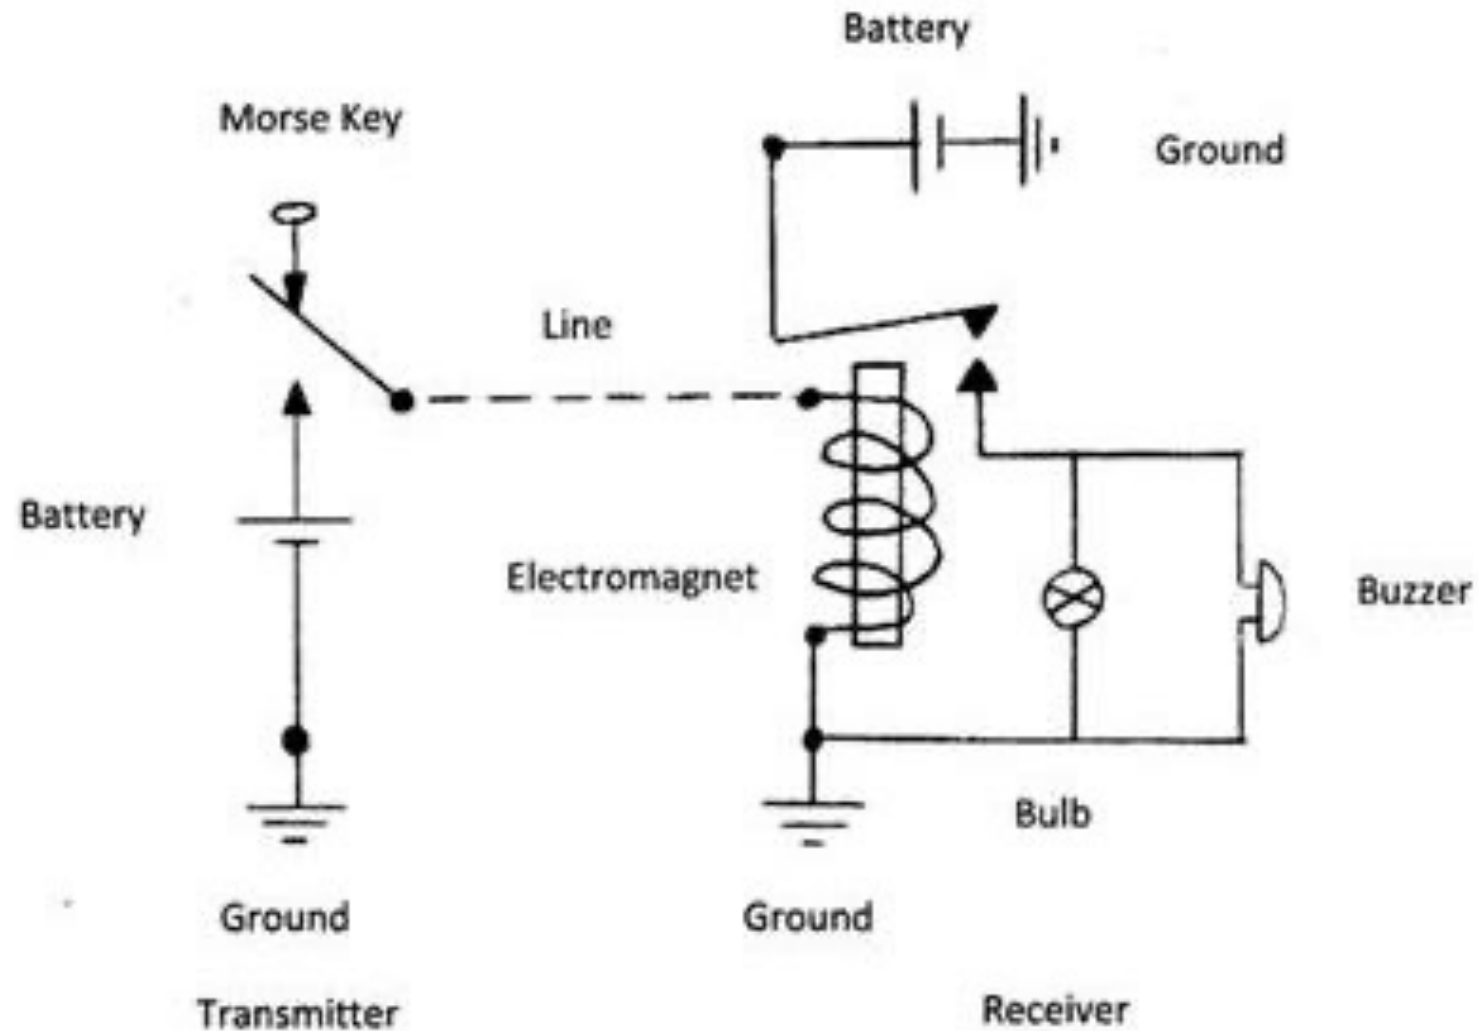 Battery
Morse Key
Ground
Line
Battery
Electromagnet
Buzzer
Bulb
Ground
Ground
Transmitter
Receiver